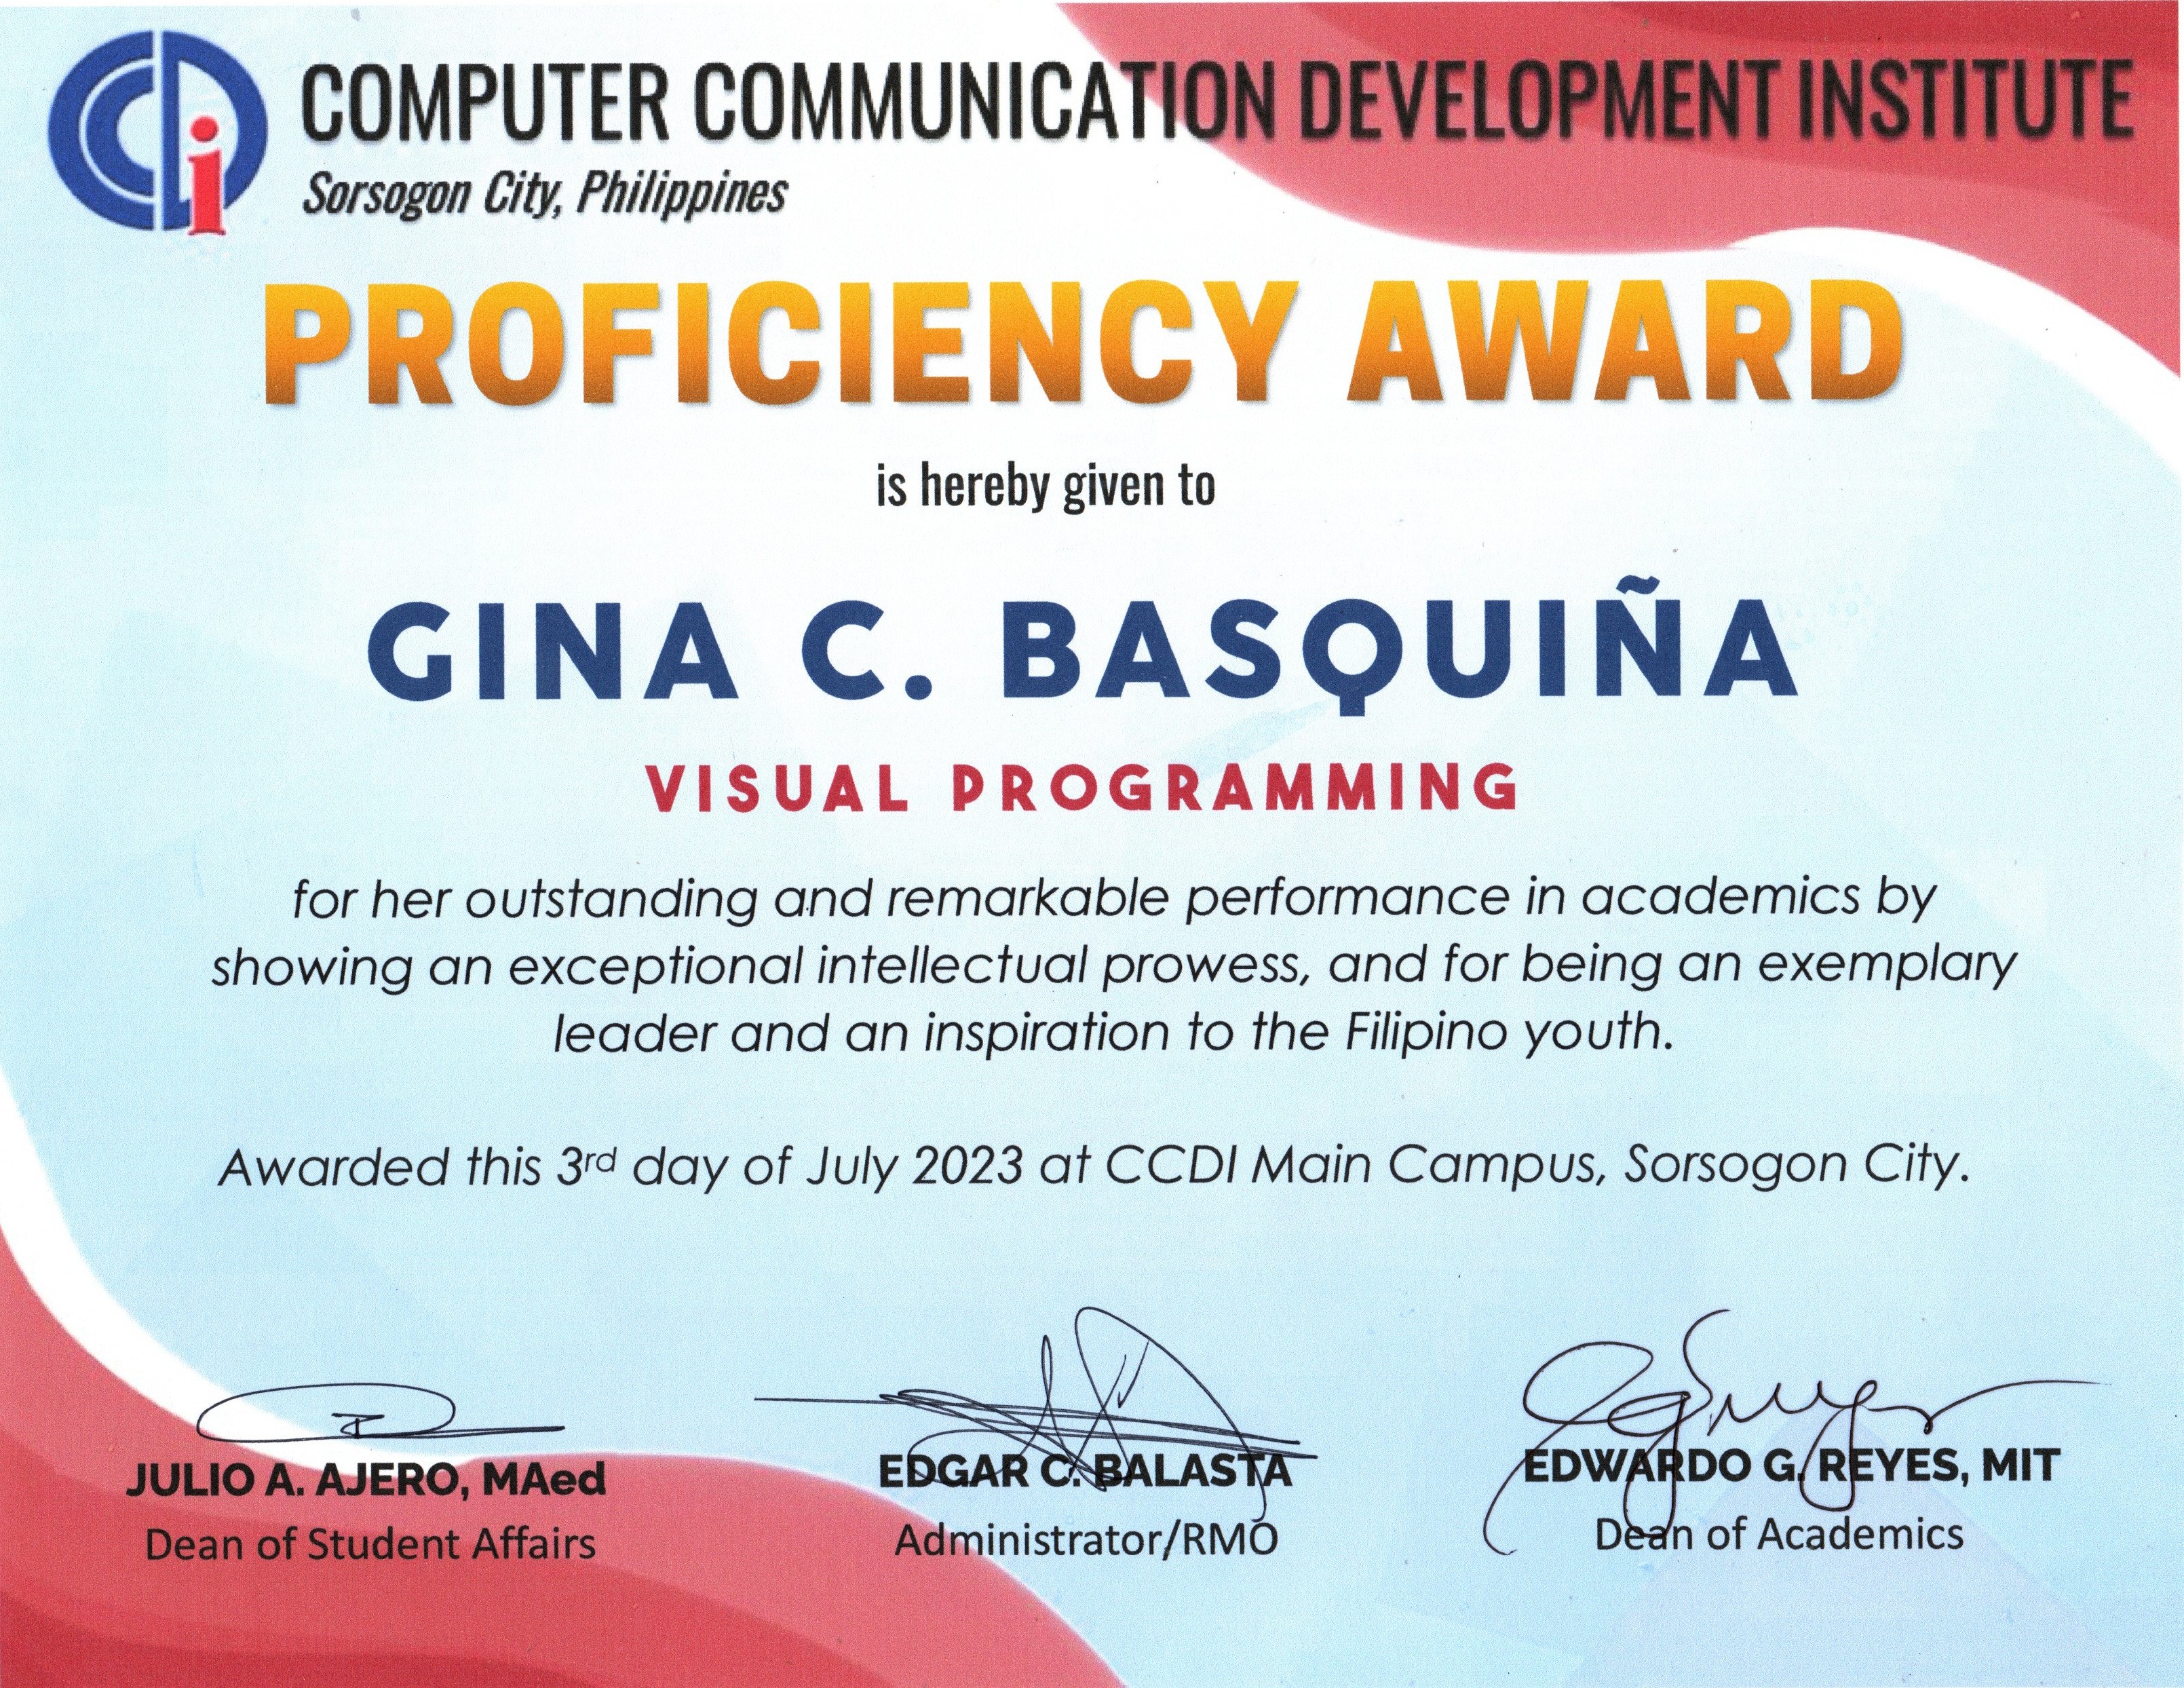 CCDi
COMPUTER COMMUNICATION DEVELOPMENT INSTITUTE
Sorsogon City, Philippines
PROFICIENCY AWARD
is hereby given to
GINA C. BASQUIÑA
VISUAL PROGRAMMING
for her outstanding and remarkable performance in academics by
showing an exceptional intellectual prowess, and for being an exemplary
leader and an inspiration to the Filipino youth.
Awarded this 3rd day of July 2023 at CCDI Main Campus, Sorsogon City.
JULIO A. AJERO, MAed
Dean of Student Affairs
EDGAR C. BALASTA
Administrator/RMO
EDWARDO G. REYES, MIT
Dean of Academics